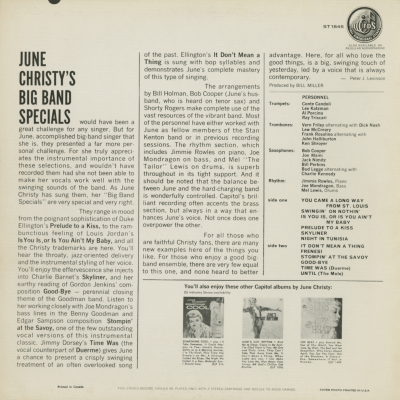 ST 1845
JUNE
CHRISTY'S
BIG BAND
SPECIALS would have been a
great challenge for any singer. But for
June, accomplished big band singer that
she is, they presented a far more per-
sonal challenge. For she truly appreci-
ates the instrumental importance of
these selections, and wouldn't have
recorded them had she not been able to
make her vocals work well with the
swinging sounds of the band. As June
Christy has sung them, her "Big Band
Specials" are very special and very right.
They range in mood
from the poignant sophistication of Duke
Ellington's Prelude to a Kiss, to the ram-
bunctious feeling of Louis Jordan's
Is You Is, or Is You Ain't My Baby, and all
the Christy trademarks are here. You'll
hear the throaty, jazz-oriented delivery
and the instrumental styling of her voice.
You'll enjoy the effervescence she injects
into Charlie Barnet's Skyliner, and her
earthy reading of Gordon Jenkins' com-
position Good-Bye – perennial closing
theme of the Goodman band. Listen to
her working closely with Joe Mondragon's
bass lines in the Benny Goodman and
Edgar Sampson composition Stompin'
at the Savoy, one of the few outstanding
vocal versions of this instrumental
classic. Jimmy Dorsey's Time Was (the
vocal counterpart of Duerme) gives June
a chance to present a crisply swinging
treatment of an often overlooked song
of the past. Ellington's It Don't Mean a
Thing is sung with bop syllables and
demonstrates June's complete mastery
of this type of singing.
The arrangements
by Bill Holman, Bob Cooper (June's hus-
band, who is heard on tenor sax) and
Shorty Rogers make complete use of the
vast resources of the vibrant band. Most
of the personnel have either worked with
June as fellow members of the Stan
Kenton band or in previous recording
sessions. The rhythm section, which
includes Jimmie Rowles on piano, Joe
Mondragon on bass, and Mel "The
Tailor" Lewis on drums, is superb
throughout in its tight support. And it
should be noted that the balance be-
tween June and the hard-charging band
is wonderfully controlled. Capitol's bril-
liant recording often accents the brass
section, but always in a way that en-
hances June's voice. Not once does one
overpower the other.
For all those who
are faithful Christy fans, there are many
new examples here of the things you
like. For those who enjoy a good big-
band ensemble, there are very few equal
to this one, and none heard to better
advantage. Here, for all who love the
good things, is a big, swinging touch of
yesterday, led by a voice that is always
contemporary. — Peter J. Levinson
Produced by BILL MILLER
PERSONNEL
Trumpets: Conte Candoli
Lee Katzman
Al Porcino
Ray Triscari
Trombones: Vern Friley alternating with Dick Nash
Lew McCreary
Frank Rosolino alternating with
John Halliburton
Ken Shroyer
Saxophones: Bob Cooper
Joe Maini
Jack Nimitz
Bill Perkins
Bud Legge alternating with
Charlie Kennedy
Rhythm: Jimmie Rowles, Piano
Joe Mondragon, Bass
Mel Lewis, Drums
side one YOU CAME A LONG WAY
FROM ST. LOUIS
SWINGIN' ON NOTHIN'
IS YOU IS, OR IS YOU AIN'T
MY BABY
PRELUDE TO A KISS
SKYLINER
NIGHT IN TUNISIA
side two IT DON'T MEAN A THING
FRENESI
STOMPIN' AT THE SAVOY
GOOD-BYE
TIME WAS (Duerme)
UNTIL (The Mole)
You'll also enjoy these other Capitol albums by June Christy:
Printed in Canada